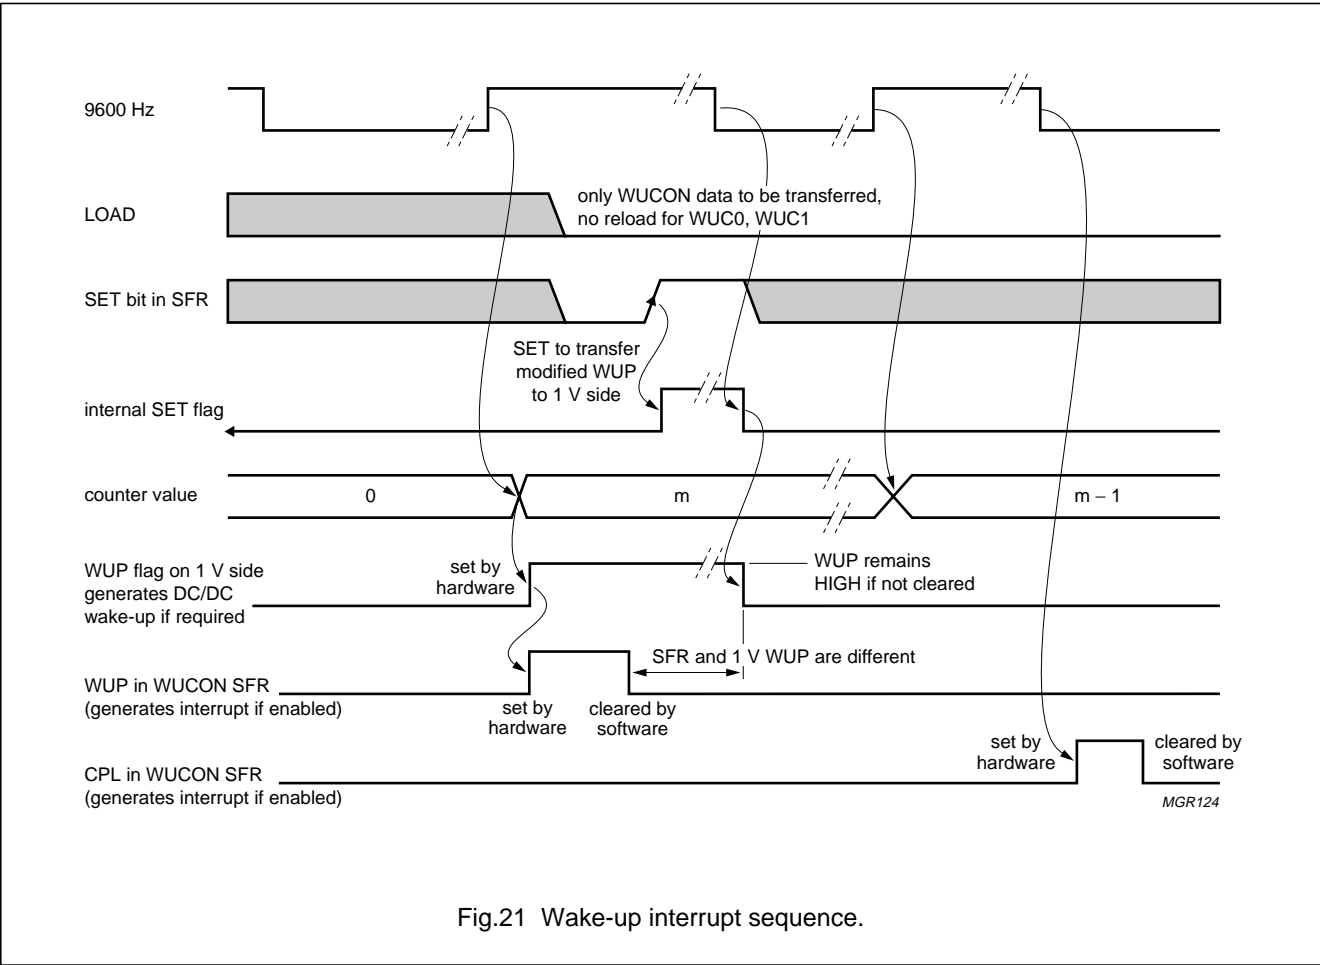 9600 Hz
LOAD
only WUCON data to be transferred,
no reload for WUC0, WUC1
SET bit in SFR
SET to transfer
modified WUP
to 1 V side
internal SET flag
counter value
0
m
m − 1
WUP flag on 1 V side
generates DC/DC
wake-up if required
set by
hardware
WUP remains
HIGH if not cleared
SFR and 1 V WUP are different
WUP in WUCON SFR
(generates interrupt if enabled)
set by
hardware
cleared by
software
CPL in WUCON SFR
(generates interrupt if enabled)
set by
hardware
cleared by
software
MGR124
Fig.21 Wake-up interrupt sequence.